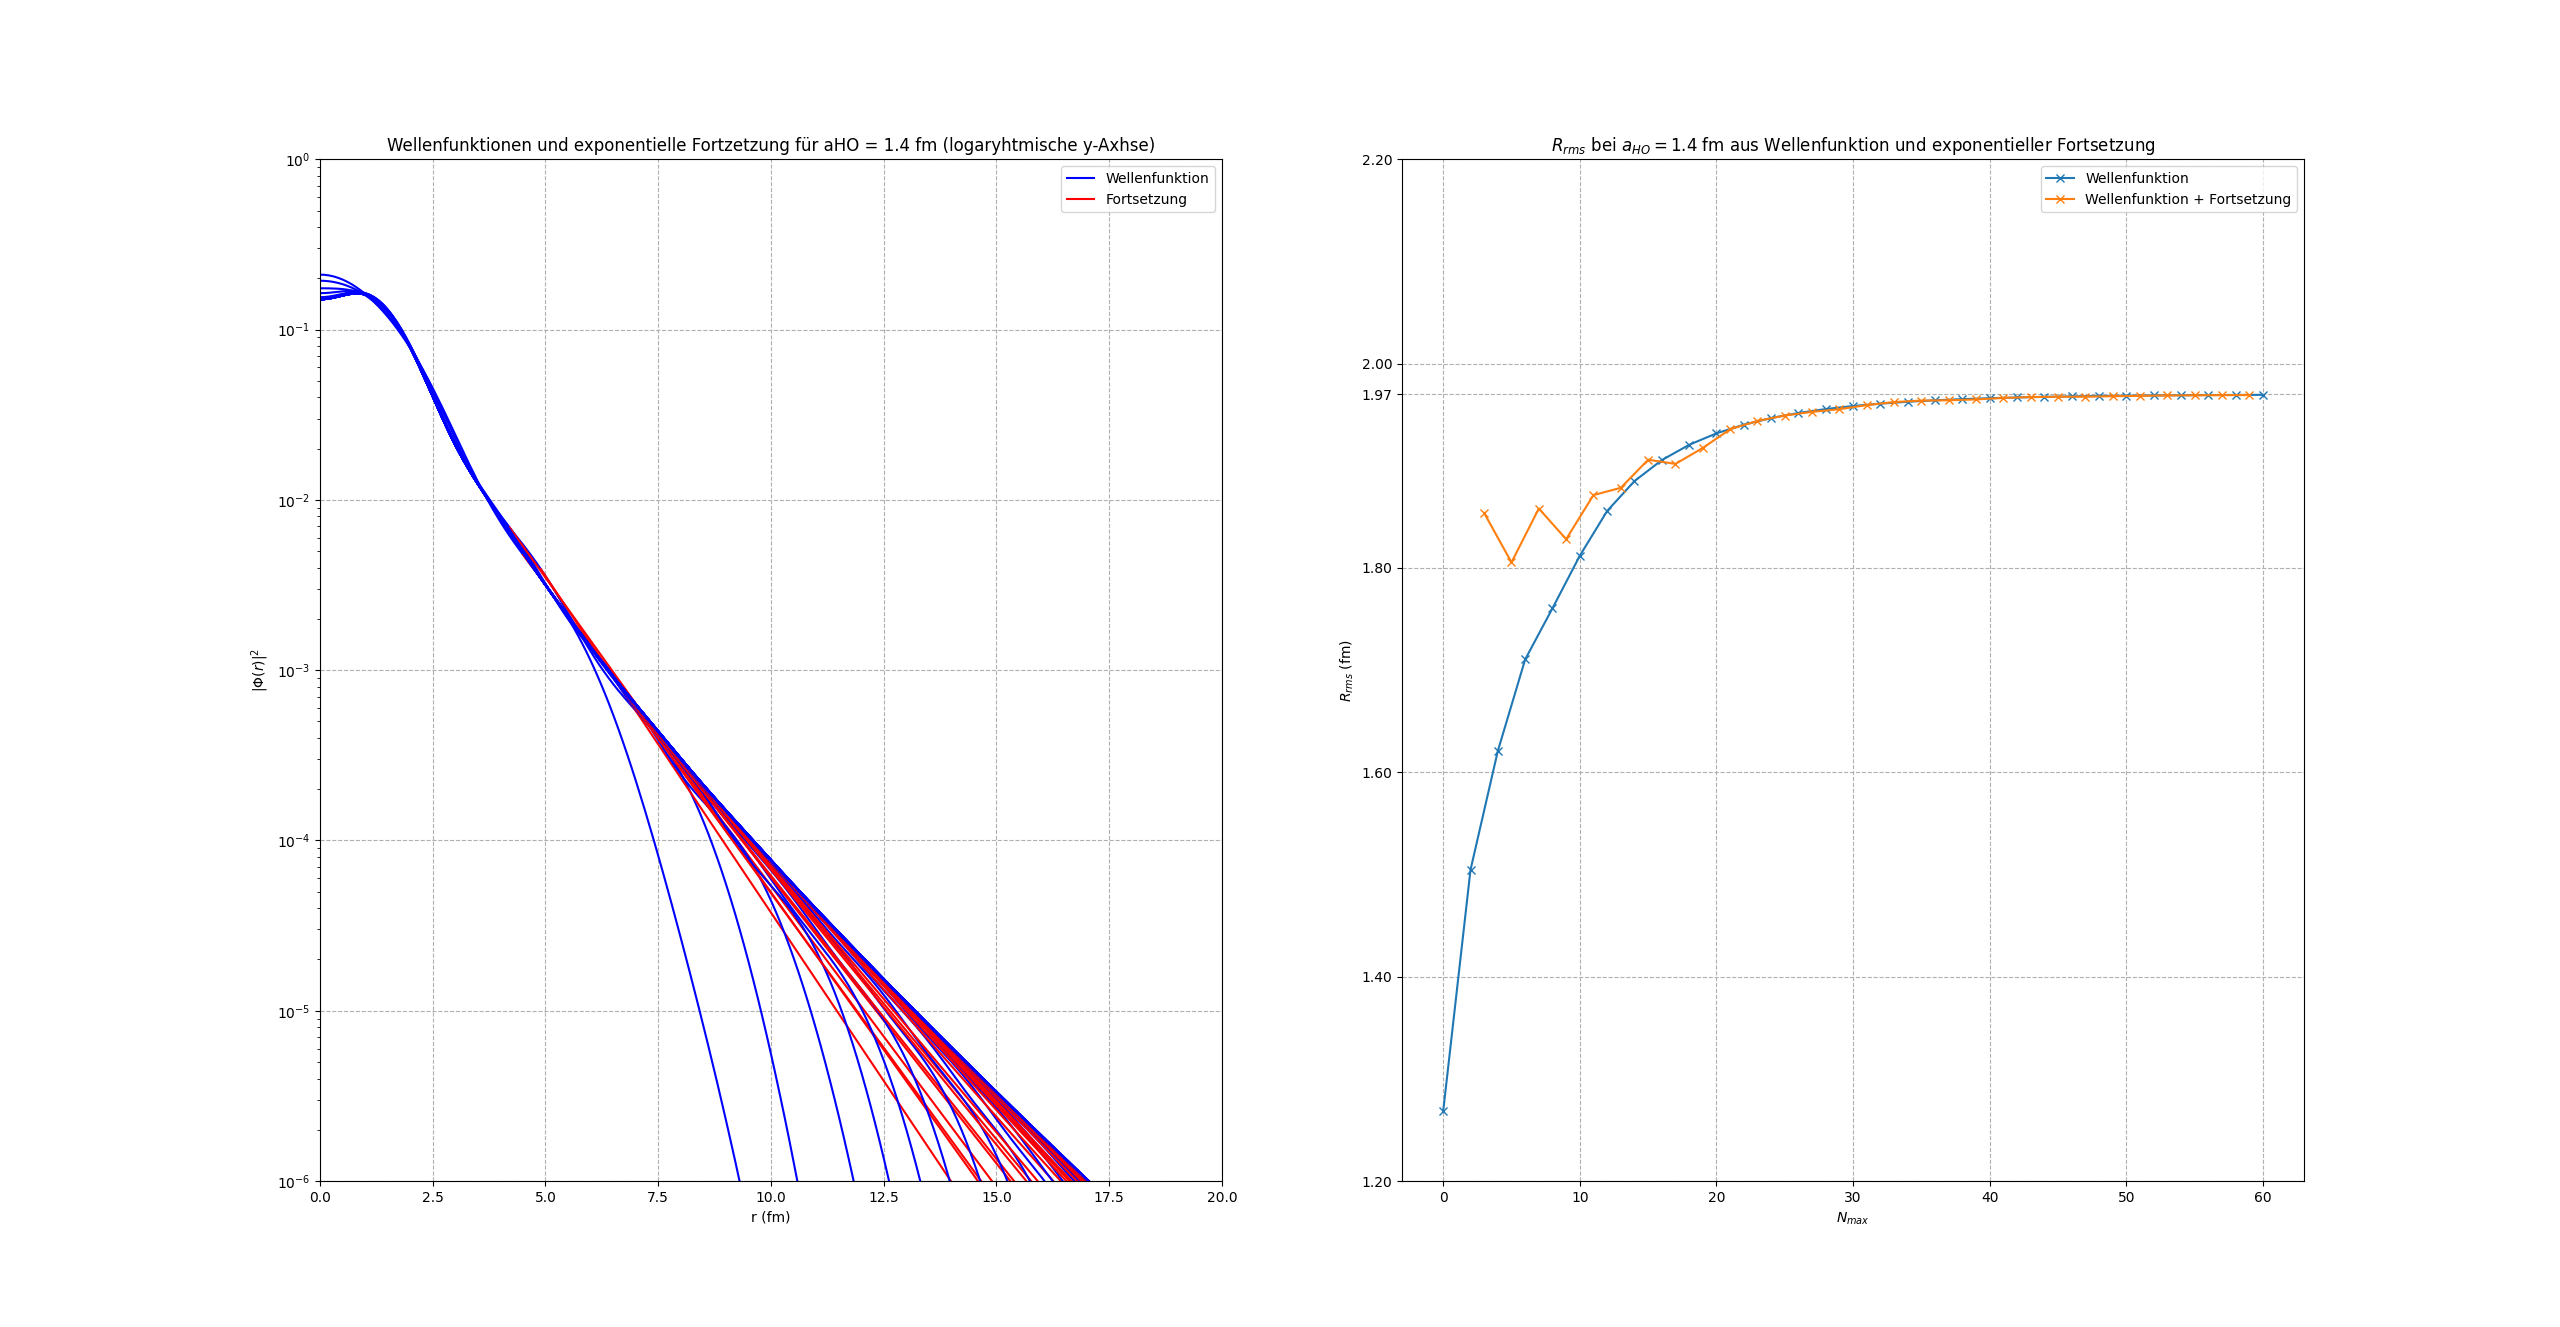 Wellenfunktionen und exponentielle Fortzetzung für aHO = 1.4 fm (logaryhtmische y-Axhse)
Wellenfunktion
Fortsetzung
10⁰
10⁻¹
10⁻²
10⁻³
10⁻⁴
10⁻⁵
10⁻⁶
|Φ(r)|²
0.0 2.5 5.0 7.5 10.0 12.5 15.0 17.5 20.0
r (fm)
R_rms bei a_HO = 1.4 fm aus Wellenfunktion und exponentieller Fortsetzung
Wellenfunktion
Wellenfunktion + Fortsetzung
2.20
2.00
1.97
1.80
1.60
1.40
1.20
R_rms (fm)
0 10 20 30 40 50 60
N_max